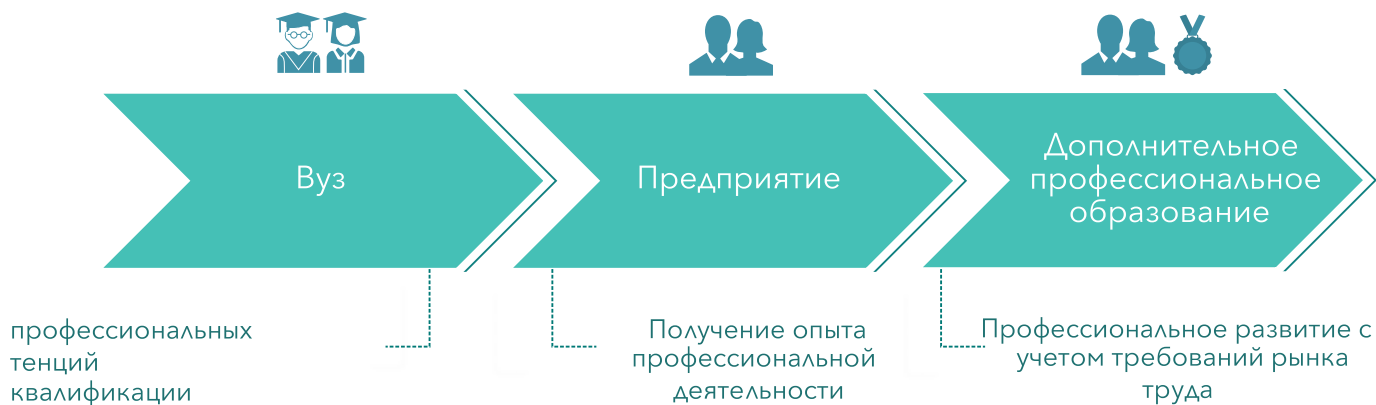 Вуз
Предприятие
Дополнительное
профессиональное
образование
профессиональных
тенций
квалификации
Получение опыта
профессиональной
деятельности
Профессиональное развитие с
учетом требований рынка
труда